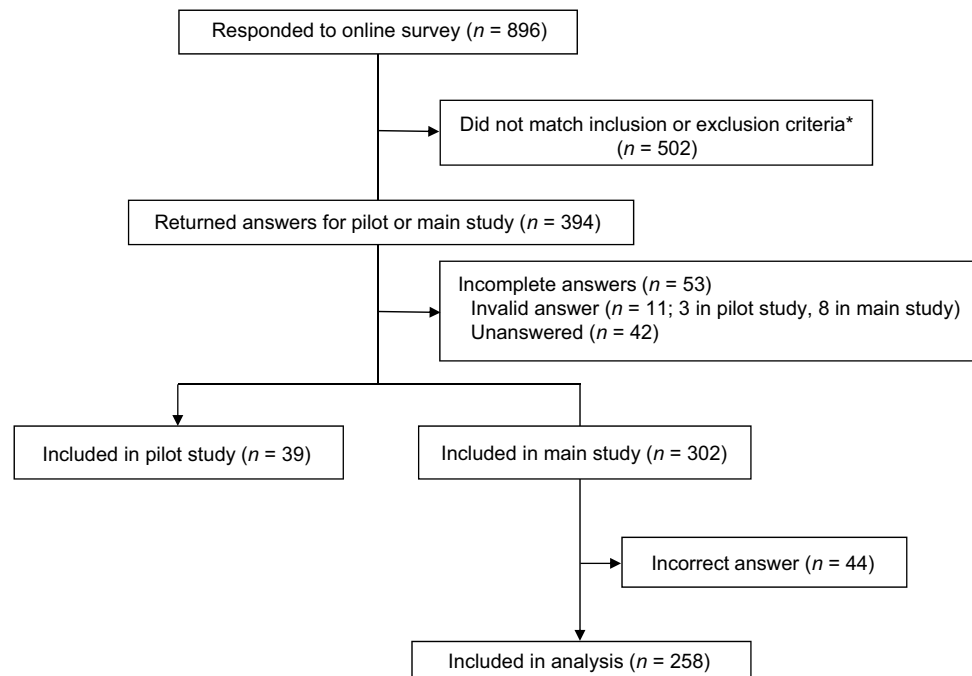 Responded to online survey (n = 896)
Did not match inclusion or exclusion criteria*
(n = 502)
Returned answers for pilot or main study (n = 394)
Incomplete answers (n = 53)
Invalid answer (n = 11; 3 in pilot study, 8 in main study)
Unanswered (n = 42)
Included in pilot study (n = 39)
Included in main study (n = 302)
Incorrect answer (n = 44)
Included in analysis (n = 258)